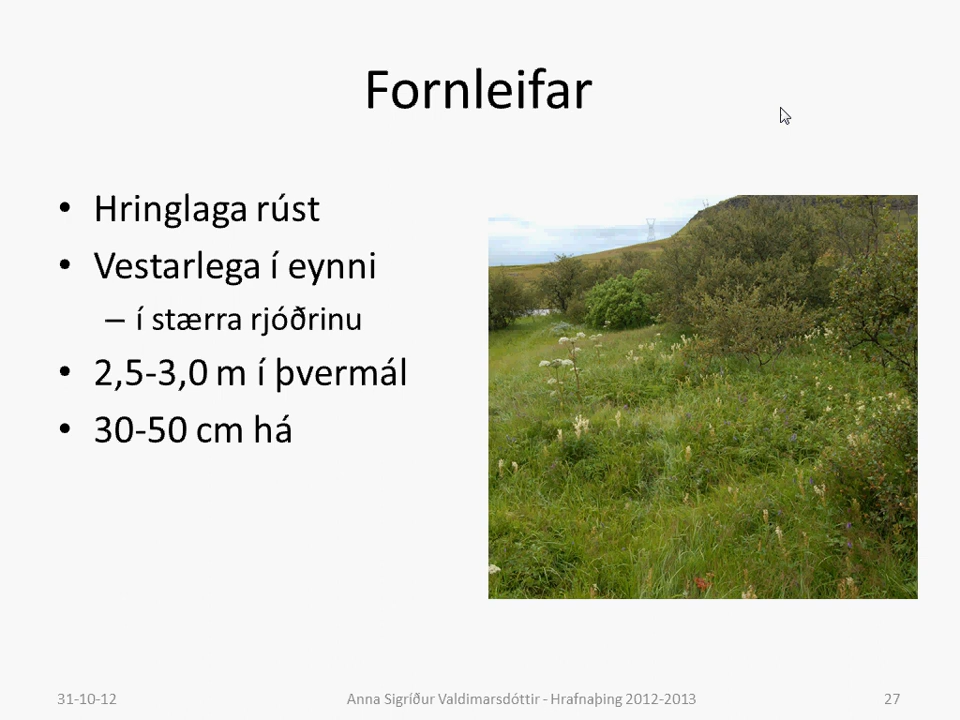 Fornleifar
• Hringlaga rúst
• Vestarlega í eynni
– í stærra rjóðrinu
• 2,5-3,0 m í þvermál
• 30-50 cm há
31-10-12
Anna Sigríður Valdimarsdóttir - Hrafnaþing 2012-2013
27